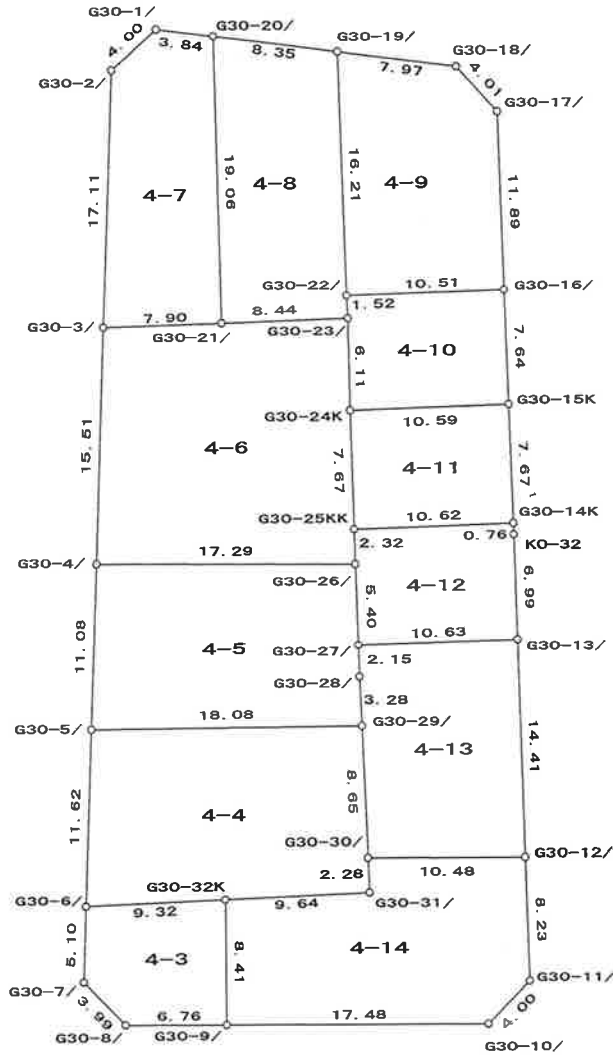 G30-1/
G30-20/
4.00
3.84
8.35
G30-19/
7.97
G30-18/
4.01
G30-2/
G30-17/
17.11
19.06
16.21
11.89
4-7
4-8
4-9
G30-22/
10.51
G30-16/
1.52
G30-3/
7.90
8.44
G30-21/
G30-23/
6.11
4-10
7.64
G30-24K
10.59
G30-15K
15.51
4-6
7.67
4-11
7.67
G30-25KK
10.62
G30-14K
2.32
0.76
K0-32
G30-4/
17.29
G30-26/
5.40
4-12
6.99
11.08
4-5
G30-27/
10.63
G30-13/
2.15
G30-28/
3.28
G30-5/
18.08
G30-29/
4-13
14.41
11.62
4-4
8.65
G30-30/
10.48
G30-12/
2.26
G30-32K
G30-6/
9.32
9.64
G30-31/
5.10
4-3
8.41
4-14
8.23
G30-7/
G30-11/
3.99
6.76
17.48
4.00
G30-8/
G30-9/
G30-10/